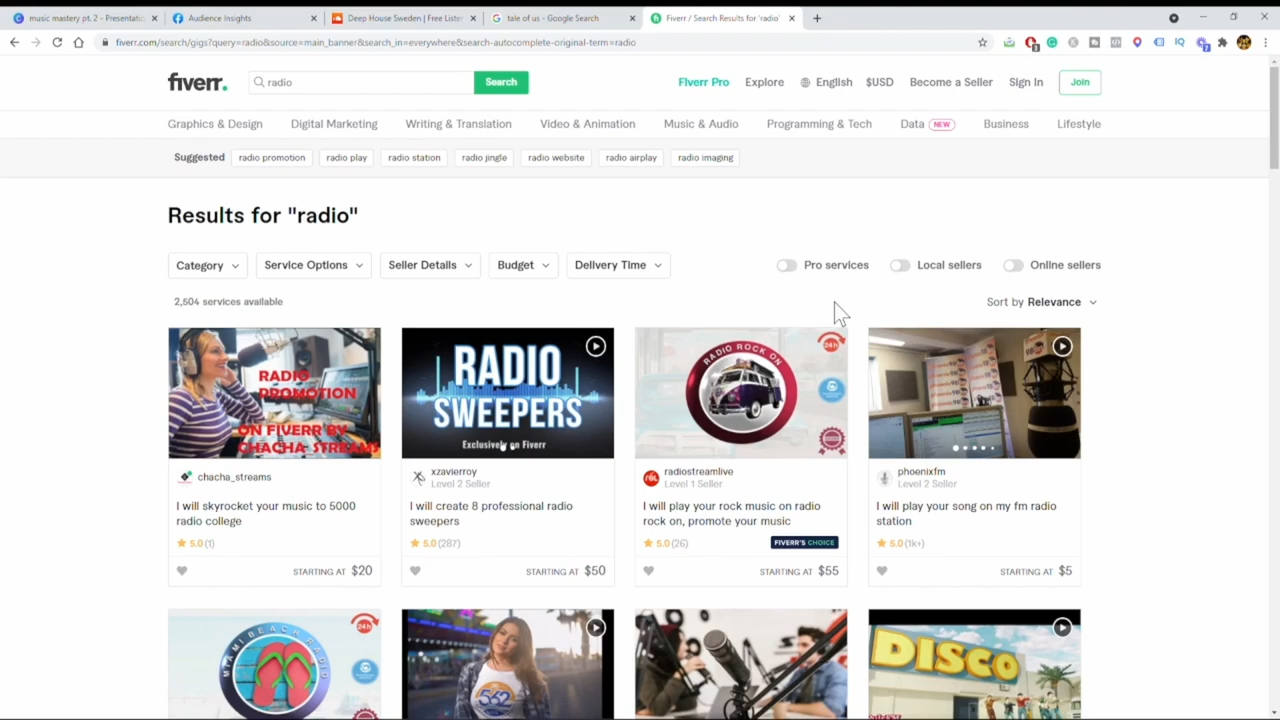 music mastery pt. 2 - Presentatio
Audience Insights
Deep House Sweden | Free Lister
tale of us - Google Search
Fiverr / Search Results for 'radio'
fiverr.com/search/gigs?query=radio&source=main_banner&search_in=everywhere&search-autocomplete-original-term=radio
fiverr.
radio
Search
Fiverr Pro
Explore
English
$USD
Become a Seller
Sign In
Join
Graphics & Design
Digital Marketing
Writing & Translation
Video & Animation
Music & Audio
Programming & Tech
Data NEW
Business
Lifestyle
Suggested
radio promotion
radio play
radio station
radio jingle
radio website
radio airplay
radio imaging
Results for "radio"
Category
Service Options
Seller Details
Budget
Delivery Time
Pro services
Local sellers
Online sellers
2,504 services available
Sort by Relevance
RADIO
PROMOTION
ON FIVERR BY
CHACHA_STREAMS
chacha_streams
I will skyrocket your music to 5000
radio college
5.0 (1)
STARTING AT $20
RADIO
SWEEPERS
Exclusively on Fiverr
xzavierroy
Level 2 Seller
I will create 8 professional radio
sweepers
5.0 (287)
STARTING AT $50
RADIO ROCK ON
24h
radiostreamlive
Level 1 Seller
I will play your rock music on radio
rock on, promote your music
5.0 (26)
FIVERR'S CHOICE
STARTING AT $55
phoenixfm
Level 2 Seller
I will play your song on my fm radio
station
5.0 (1k+)
STARTING AT $5
MIAMI BEACH RADIO
24h
562
DISCO